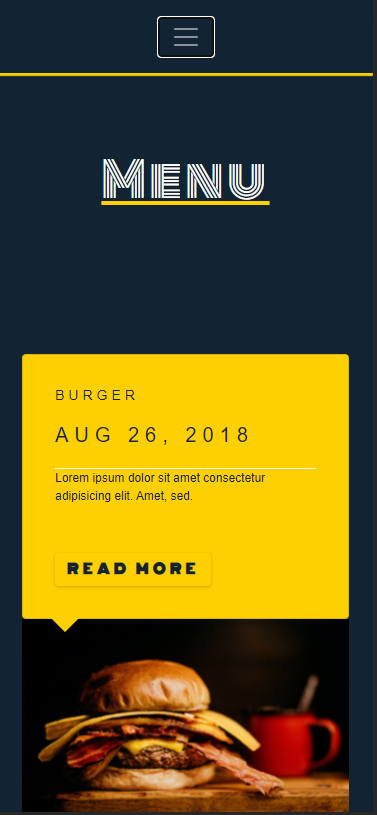 Menu
BURGER
AUG 26, 2018
Lorem ipsum dolor sit amet consectetur
adipisicing elit. Amet, sed.
READ MORE